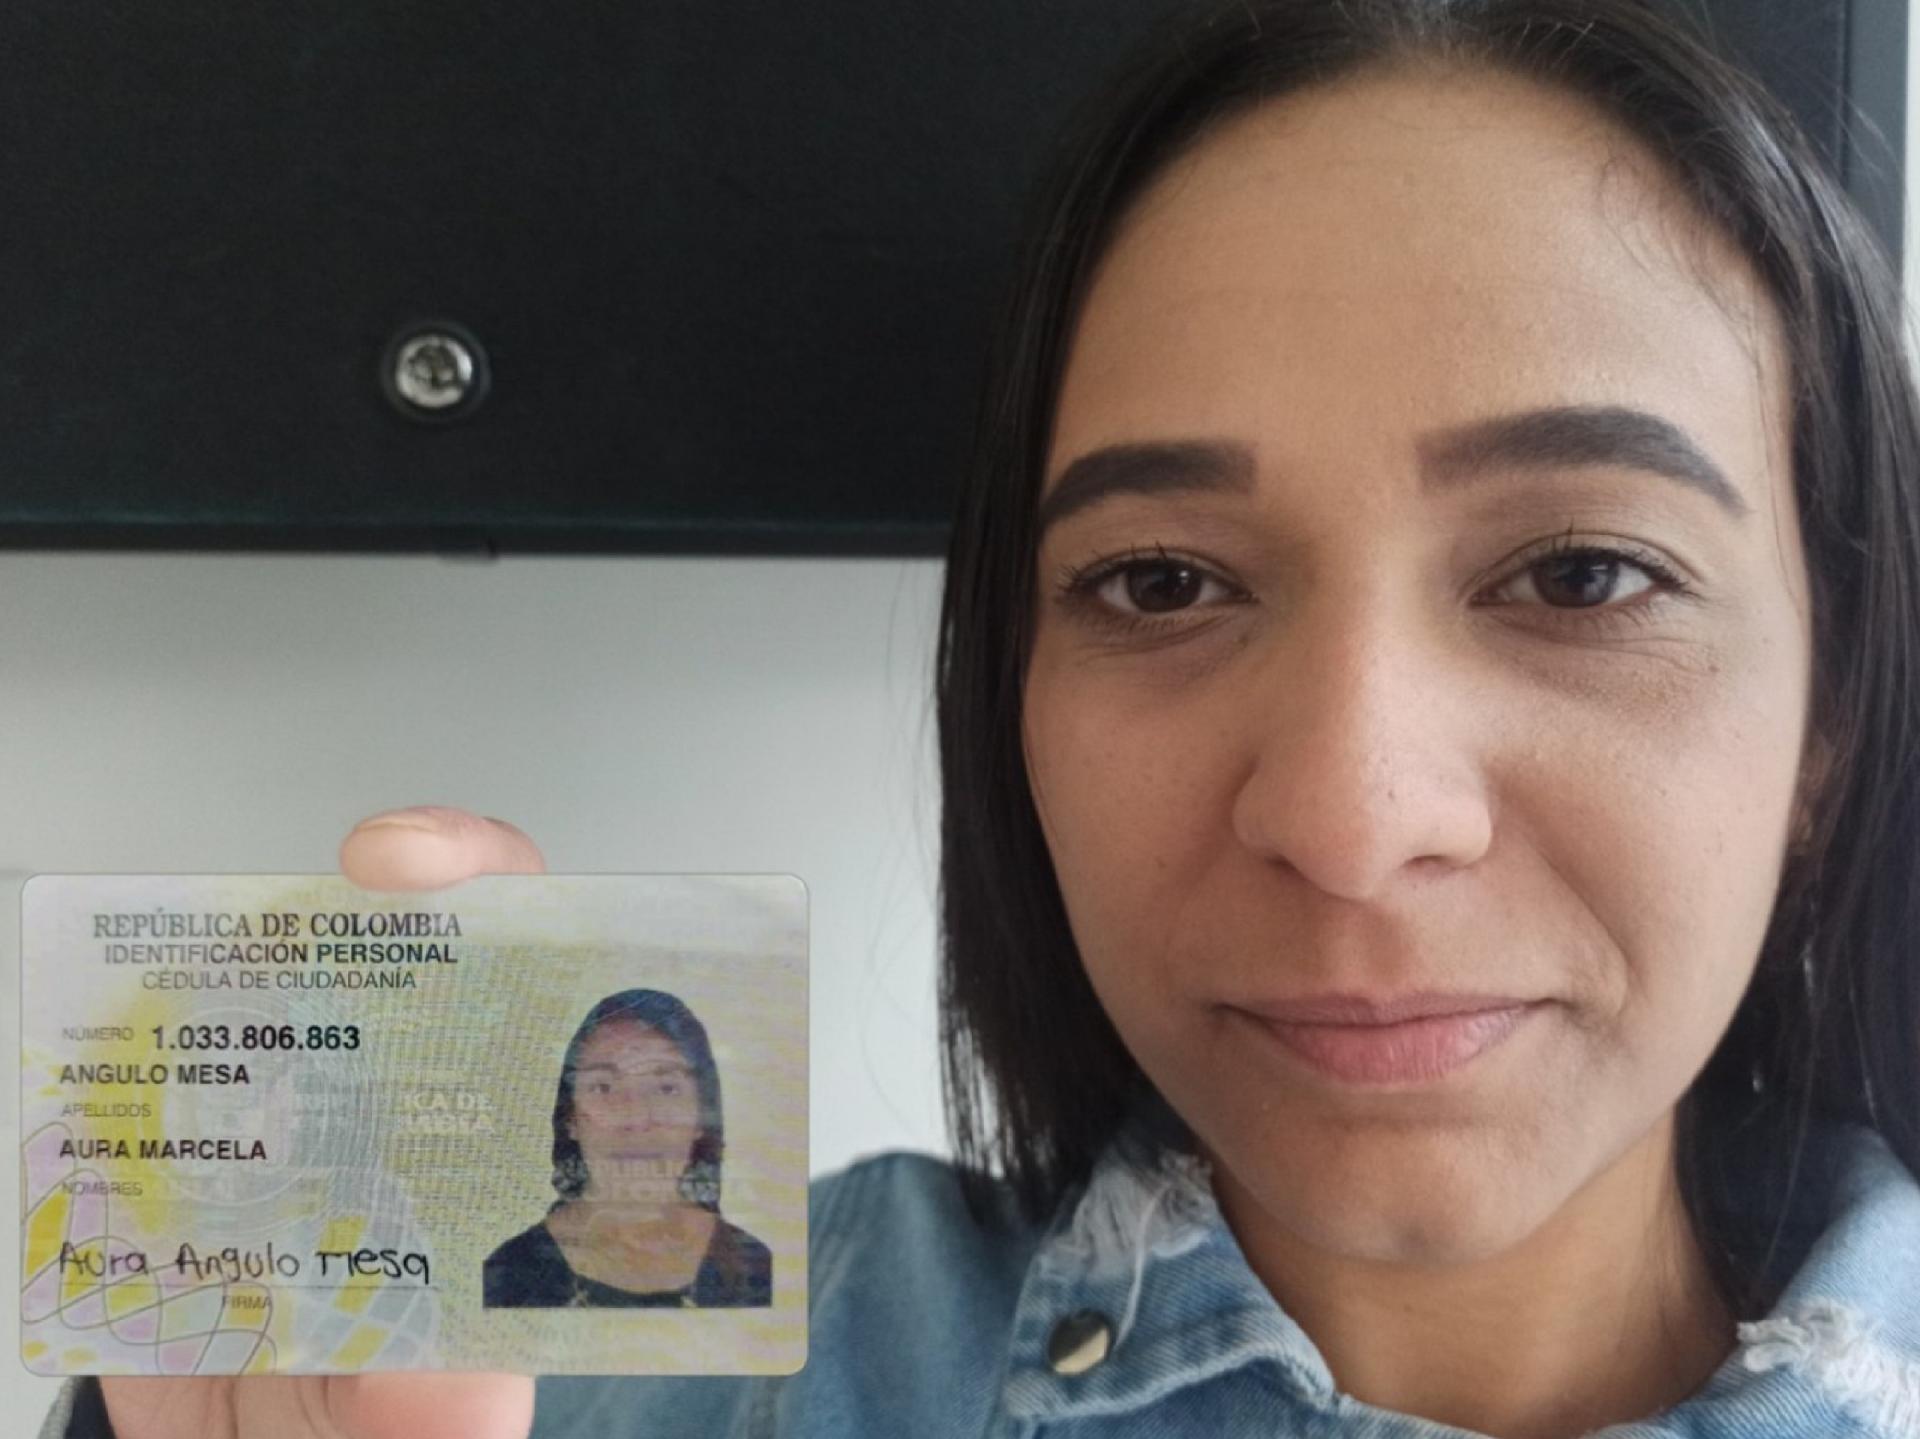 REPÚBLICA DE COLOMBIA
IDENTIFICACIÓN PERSONAL
CÉDULA DE CIUDADANÍA
NÚMERO 1.033.806.863
ANGULO MESA
APELLIDOS
AURA MARCELA
NOMBRES
Aura Angulo Mesa
FIRMA